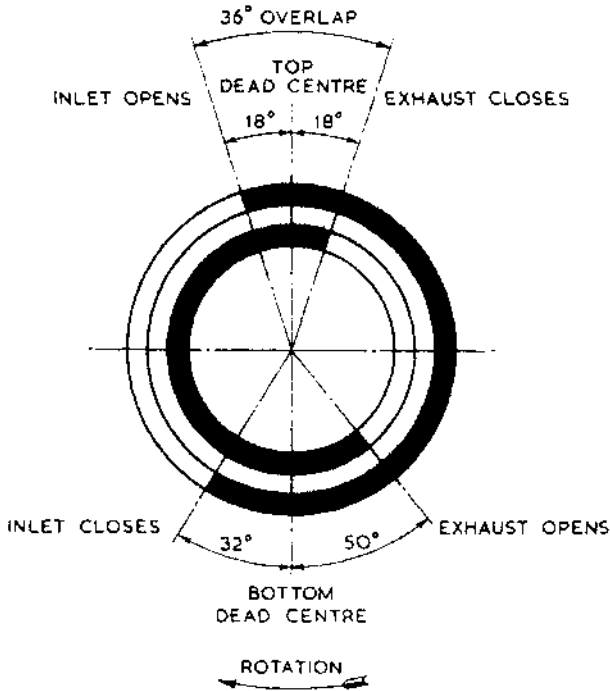 36° OVERLAP
TOP
DEAD CENTRE
INLET OPENS
EXHAUST CLOSES
18°
18°
INLET CLOSES
32°
50°
EXHAUST OPENS
BOTTOM
DEAD CENTRE
ROTATION